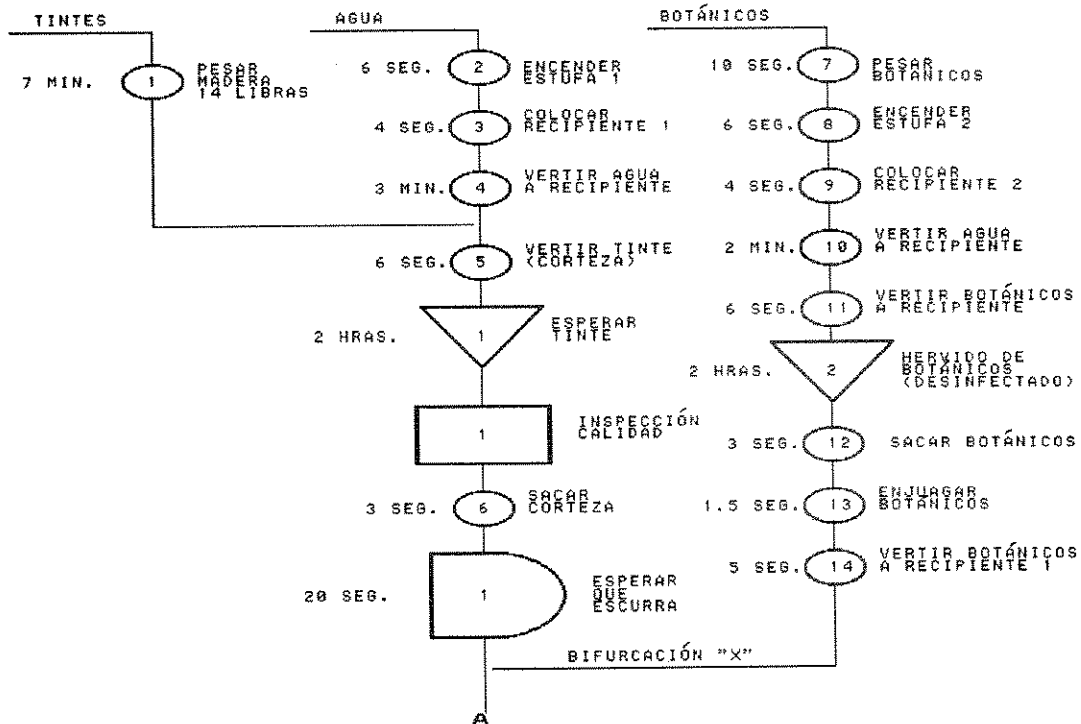 TINTES
7 MIN.
1
PESAR
MADERA
14 LIBRAS
AGUA
6 SEG.
2
ENCENDER
ESTUFA 1
4 SEG.
3
COLOCAR
RECIPIENTE 1
3 MIN.
4
VERTIR AGUA
A RECIPIENTE
6 SEG.
5
VERTIR TINTE
(CORTEZA)
2 HRAS.
1
ESPERAR
TINTE
1
INSPECCIÓN
CALIDAD
3 SEG.
6
SACAR
CORTEZA
20 SEG.
1
ESPERAR
QUE
ESCURRA
BOTÁNICOS
10 SEG.
7
PESAR
BOTANICOS
6 SEG.
8
ENCENDER
ESTUFA 2
4 SEG.
9
COLOCAR
RECIPIENTE 2
2 MIN.
10
VERTIR AGUA
A RECIPIENTE
6 SEG.
11
VERTIR BOTÁNICOS
A RECIPIENTE
2 HRAS.
2
HERVIDO DE
BOTÁNICOS
(DESINFECTADO)
3 SEG.
12
SACAR BOTÁNICOS
1.5 SEG.
13
ENJUAGAR
BOTÁNICOS
5 SEG.
14
VERTIR BOTÁNICOS
A RECIPIENTE 1
BIFURCACIÓN "X"
A